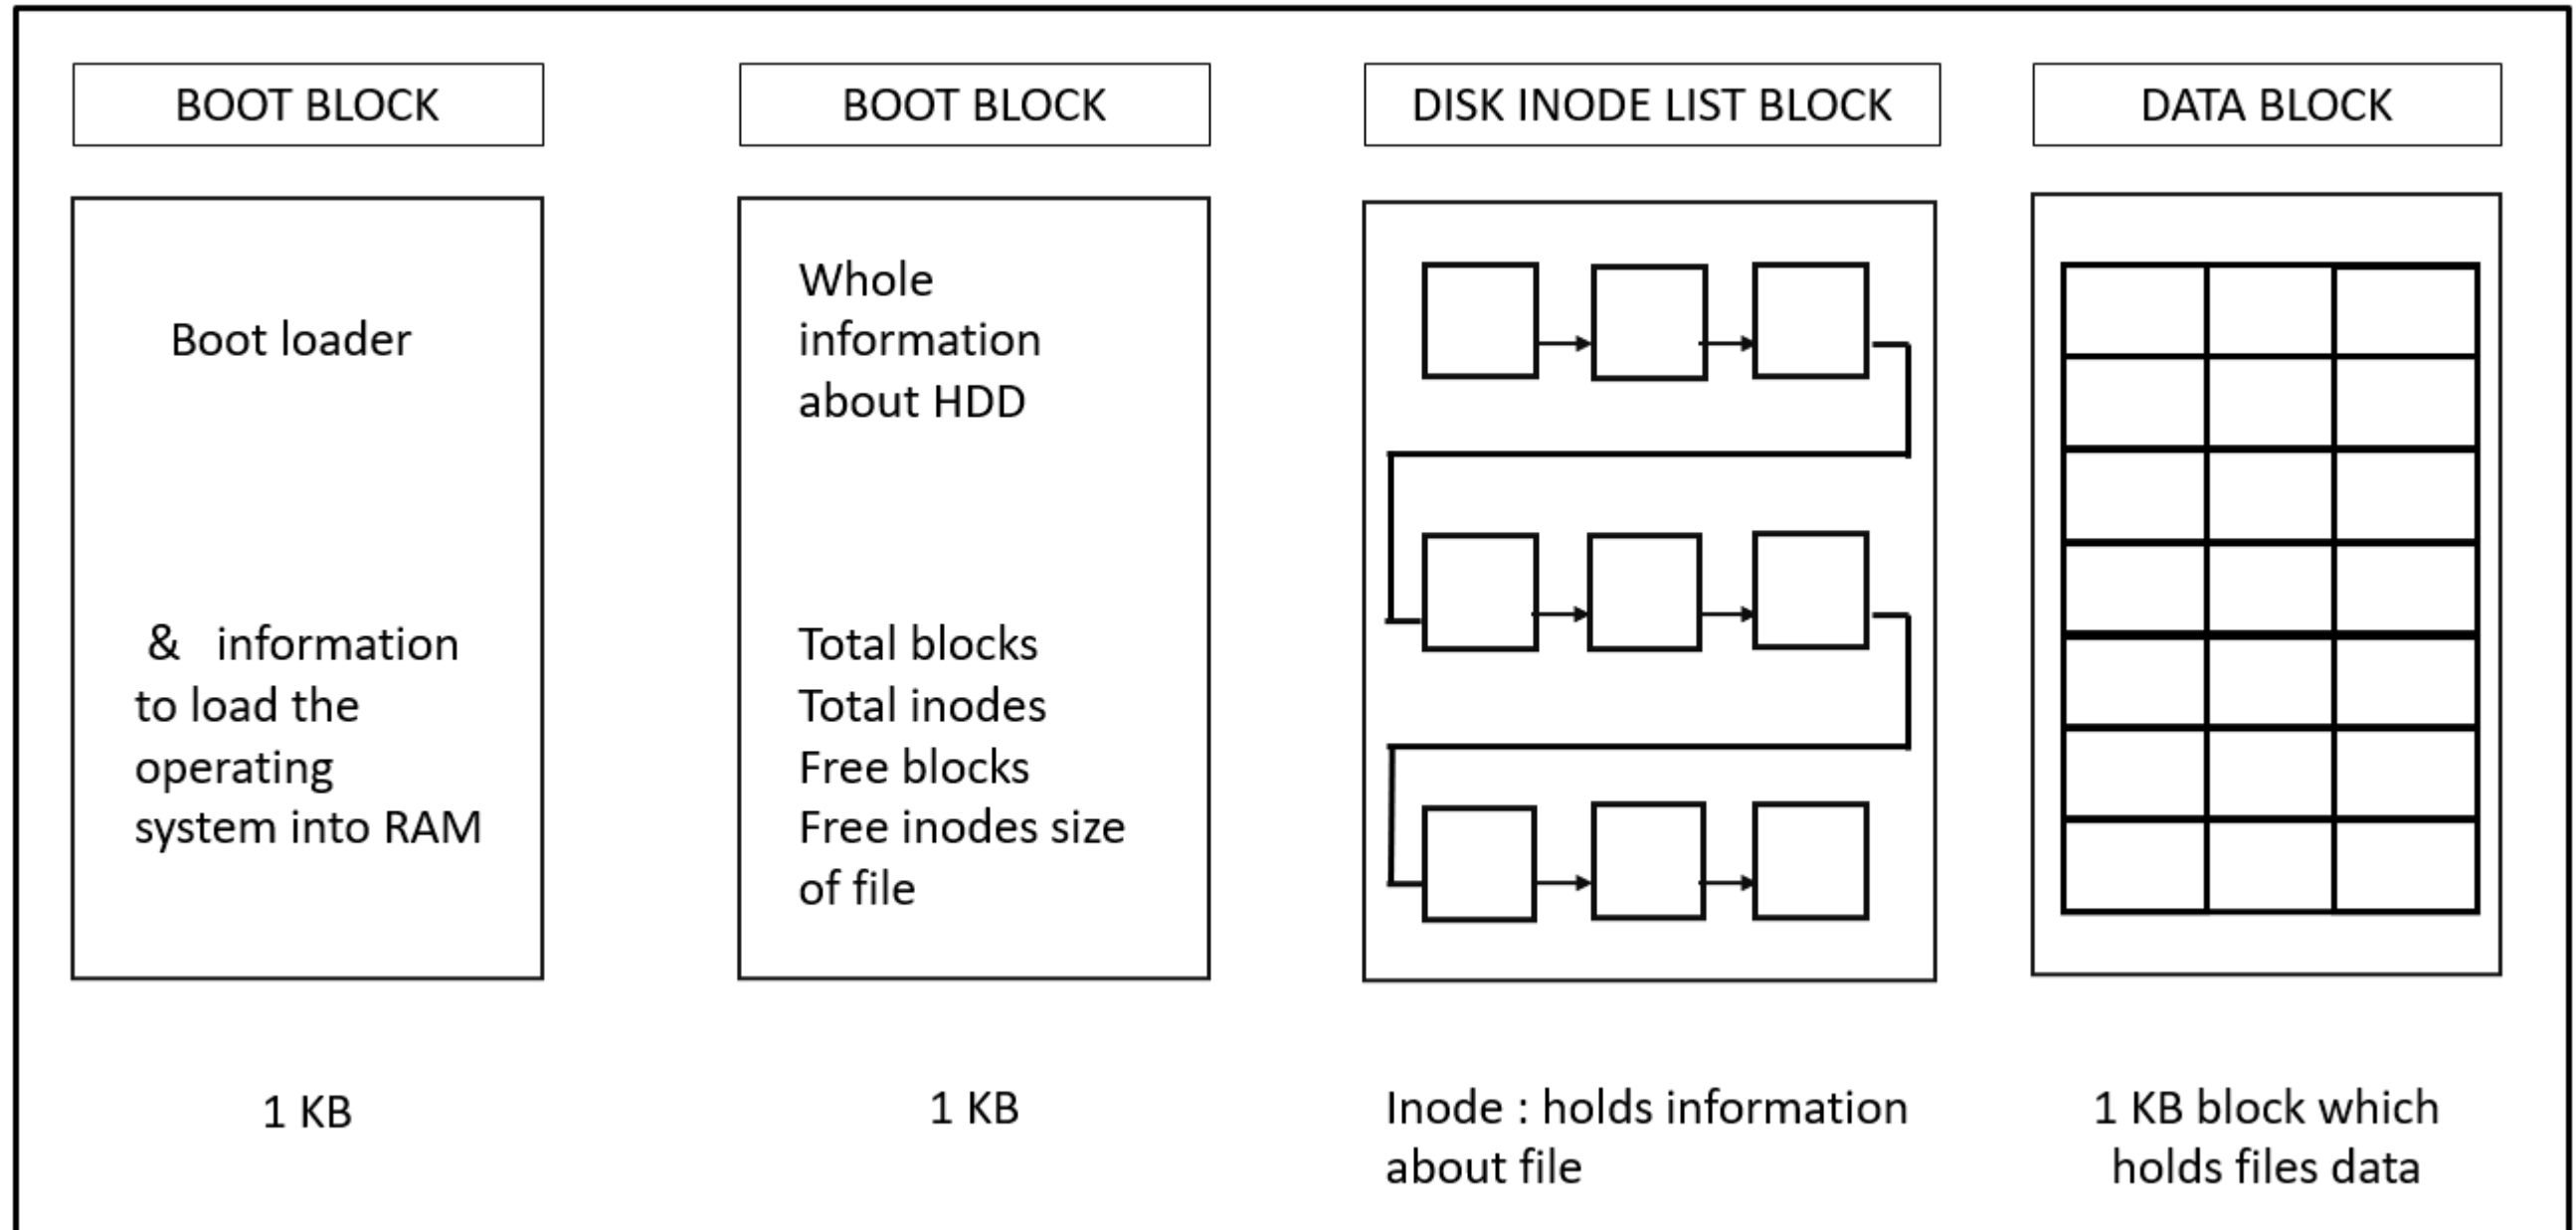 BOOT BLOCK
Boot loader
& information
to load the
operating
system into RAM
1 KB
BOOT BLOCK
Whole
information
about HDD
Total blocks
Total inodes
Free blocks
Free inodes size
of file
1 KB
DISK INODE LIST BLOCK
Inode : holds information
about file
DATA BLOCK
1 KB block which
holds files data